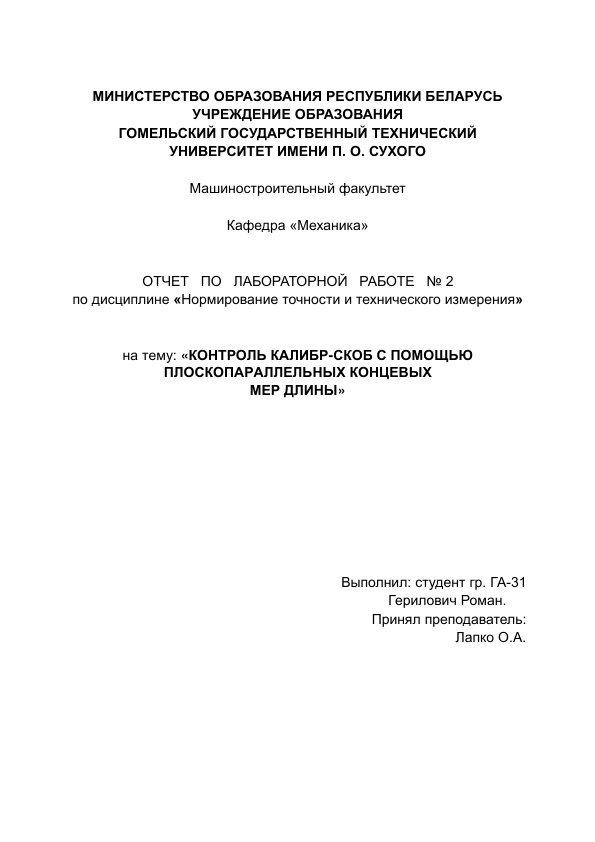 МИНИСТЕРСТВО ОБРАЗОВАНИЯ РЕСПУБЛИКИ БЕЛАРУСЬ
УЧРЕЖДЕНИЕ ОБРАЗОВАНИЯ
ГОМЕЛЬСКИЙ ГОСУДАРСТВЕННЫЙ ТЕХНИЧЕСКИЙ
УНИВЕРСИТЕТ ИМЕНИ П. О. СУХОГО
Машиностроительный факультет
Кафедра «Механика»
ОТЧЕТ ПО ЛАБОРАТОРНОЙ РАБОТЕ № 2
по дисциплине «Нормирование точности и технического измерения»
на тему: «КОНТРОЛЬ КАЛИБР-СКОБ С ПОМОЩЬЮ
ПЛОСКОПАРАЛЛЕЛЬНЫХ КОНЦЕВЫХ
МЕР ДЛИНЫ»
Выполнил: студент гр. ГА-31
Герилович Роман.
Принял преподаватель:
Лапко О.А.